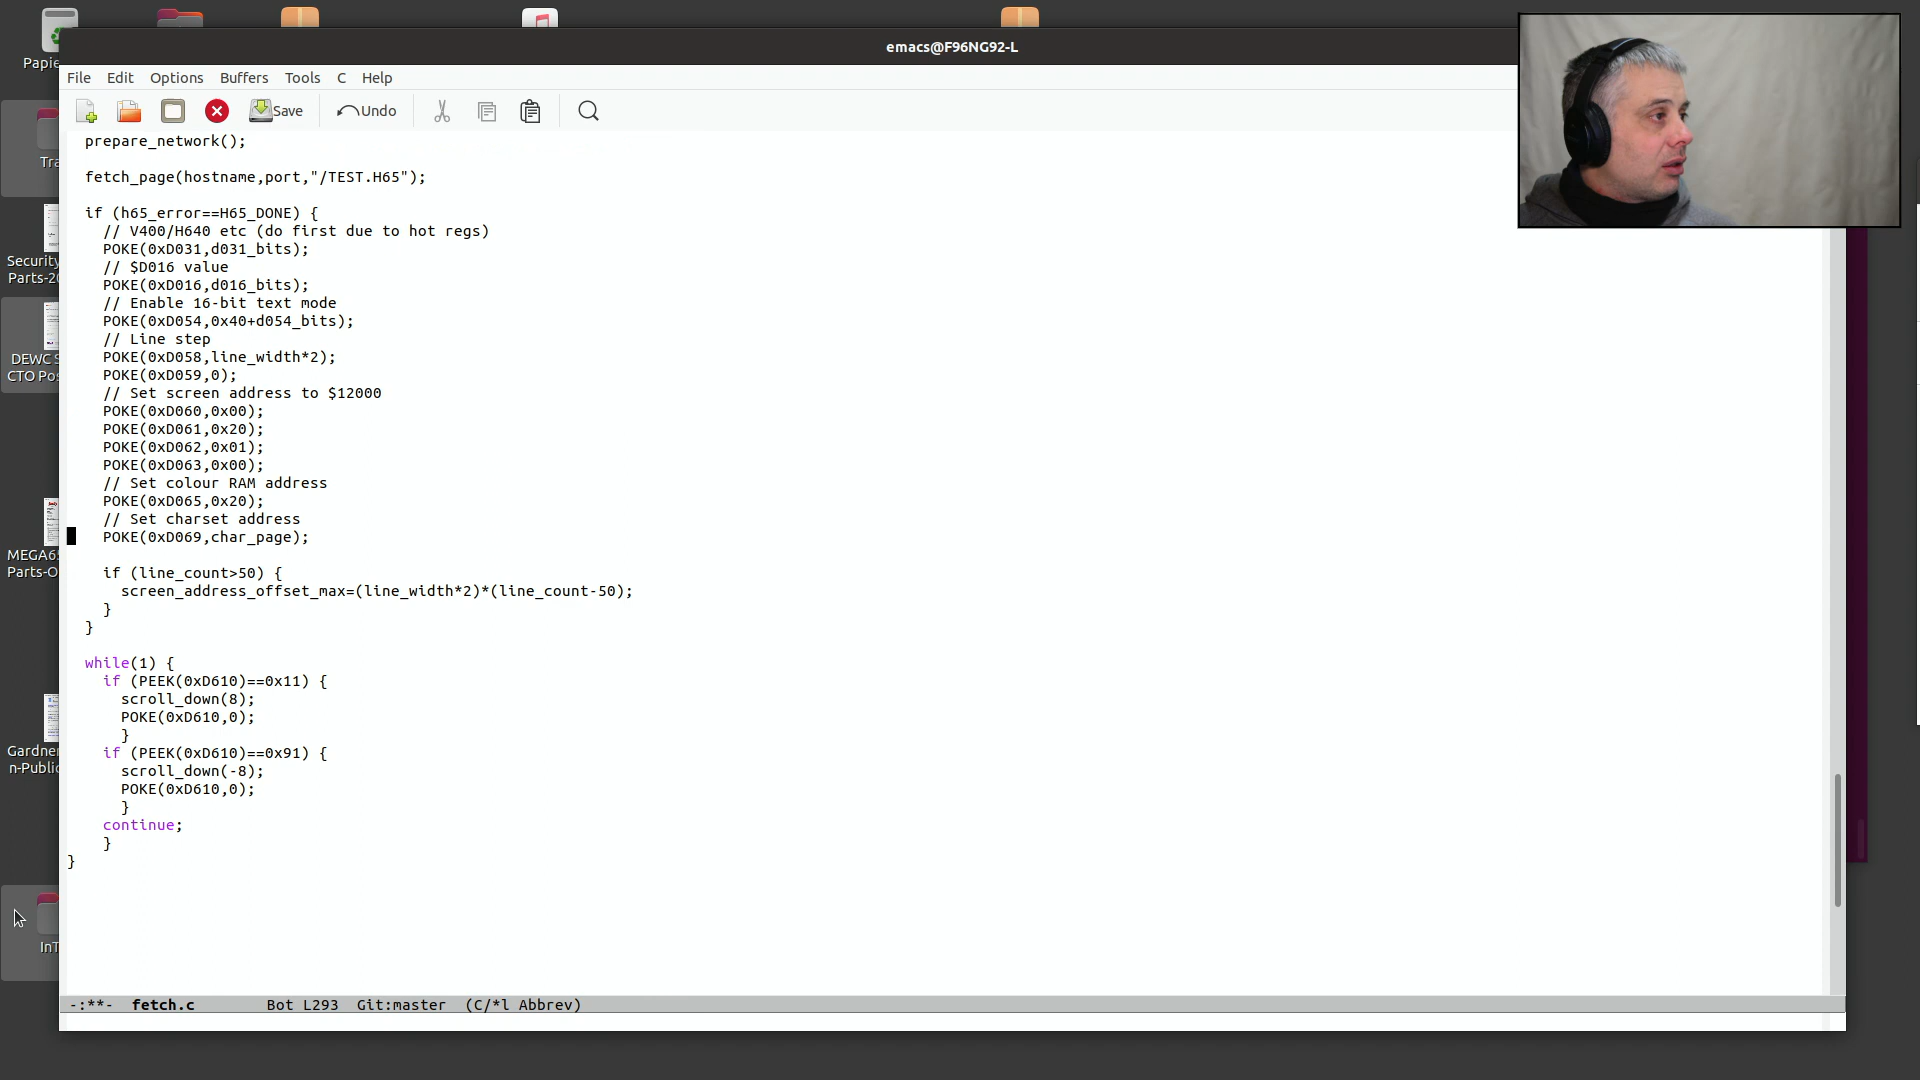 emacs@F96NG92-L
File Edit Options Buffers Tools C Help
Save Undo
prepare_network();
fetch_page(hostname,port,"/TEST.H65");
if (h65_error==H65_DONE) {
// V400/H640 etc (do first due to hot regs)
POKE(0xD031,d031_bits);
// $D016 value
POKE(0xD016,d016_bits);
// Enable 16-bit text mode
POKE(0xD054,0x40+d054_bits);
// Line step
POKE(0xD058,line_width*2);
POKE(0xD059,0);
// Set screen address to $12000
POKE(0xD060,0x00);
POKE(0xD061,0x20);
POKE(0xD062,0x01);
POKE(0xD063,0x00);
// Set colour RAM address
POKE(0xD065,0x20);
// Set charset address
POKE(0xD069,char_page);
if (line_count>50) {
screen_address_offset_max=(line_width*2)*(line_count-50);
}
}
while(1) {
if (PEEK(0xD610)==0x11) {
scroll_down(8);
POKE(0xD610,0);
}
if (PEEK(0xD610)==0x91) {
scroll_down(-8);
POKE(0xD610,0);
}
continue;
}
}
-:**- fetch.c Bot L293 Git:master (C/*l Abbrev)
Papie
Tra
Security
Parts-20
DEWC S
CTO Pos
MEGA65
Parts-O
Gardner
n-Public
InT